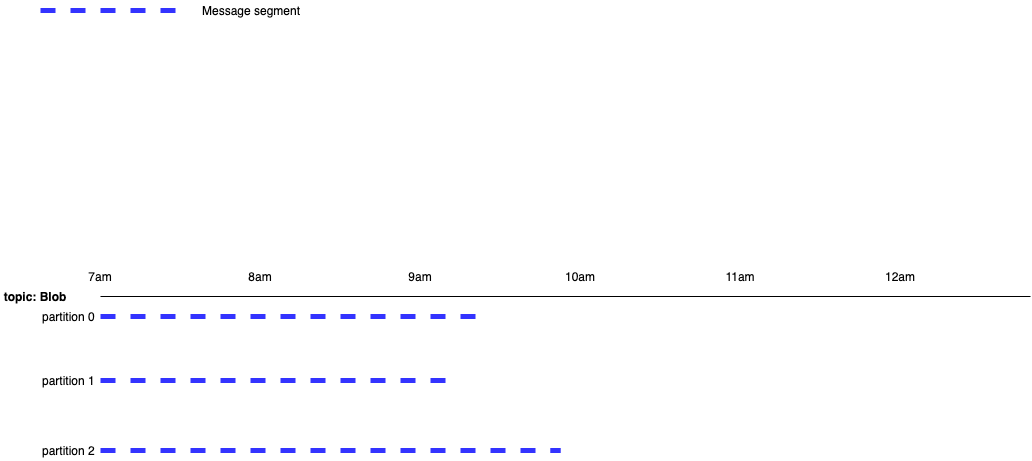 Message segment
7am 8am 9am 10am 11am 12am
topic: Blob
partition 0
partition 1
partition 2